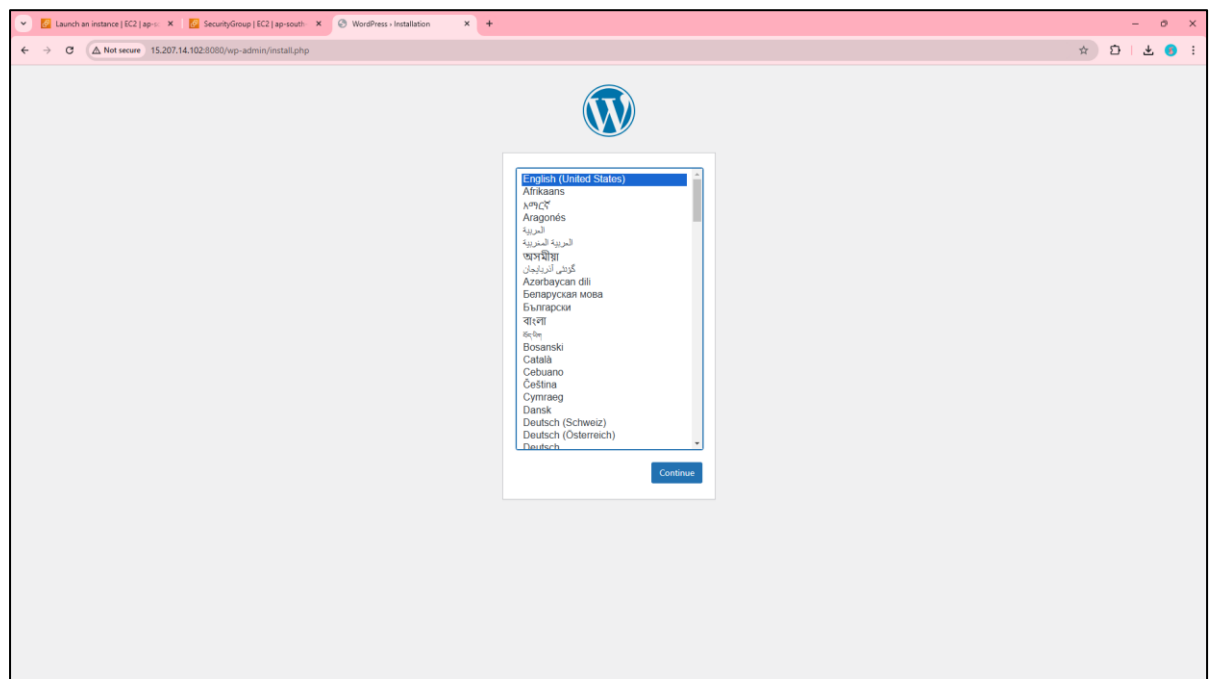 Launch an instance | EC2 | ap-so
SecurityGroup | EC2 | ap-south
WordPress › Installation
Not secure
15.207.14.102:8080/wp-admin/install.php
English (United States)
Afrikaans
አማርኛ
Aragonés
العربية
العربية المغربية
অসমীয়া
گؤنئی آذربایجان
Azərbaycan dili
Беларуская мова
Български
বাংলা
བོད་ཡིག
Bosanski
Català
Cebuano
Čeština
Cymraeg
Dansk
Deutsch (Schweiz)
Deutsch (Österreich)
Deutsch
Continue